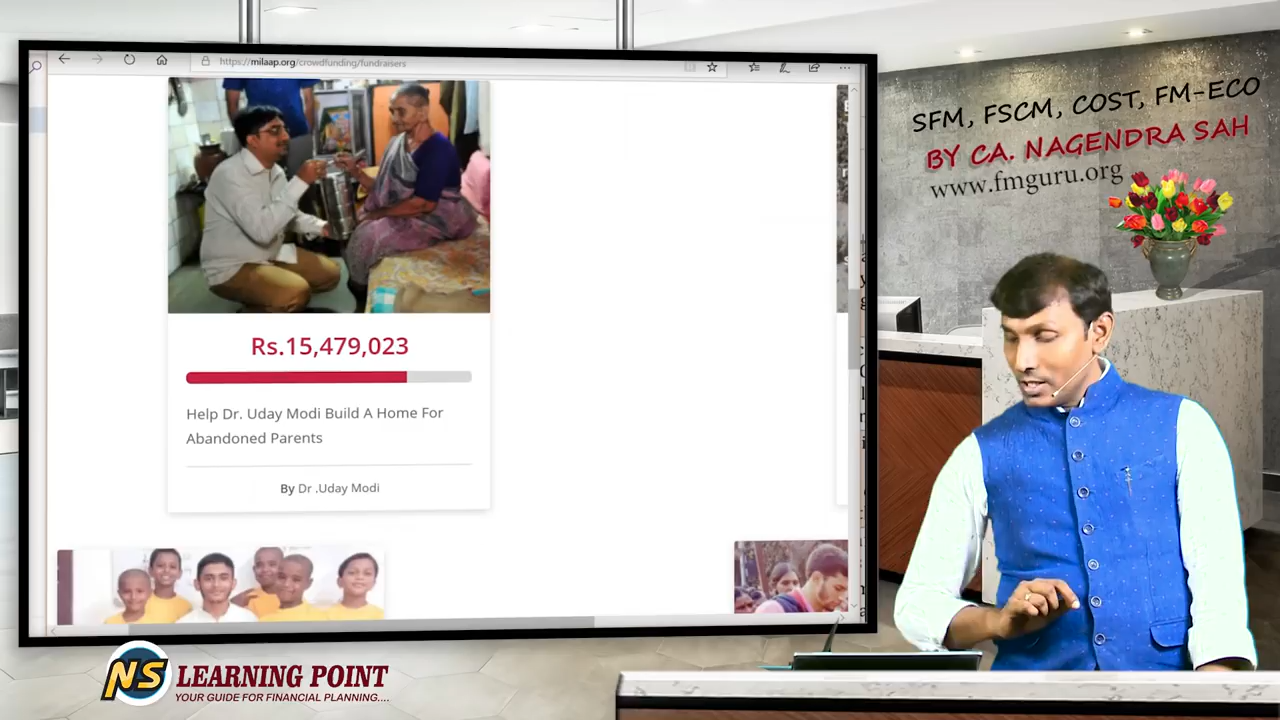 https://milaap.org/crowdfunding/fundraisers
Rs.15,479,023
Help Dr. Uday Modi Build A Home For
Abandoned Parents
By Dr .Uday Modi
SFM, FSCM, COST, FM-ECO
BY CA. NAGENDRA SAH
www.fmguru.org
NS LEARNING POINT
YOUR GUIDE FOR FINANCIAL PLANNING....